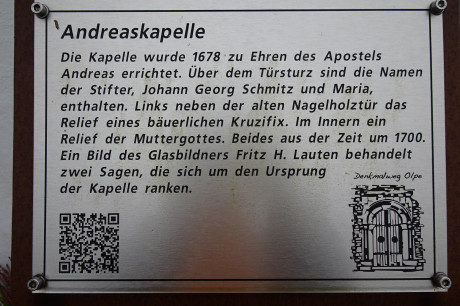 Andreaskapelle
Die Kapelle wurde 1678 zu Ehren des Apostels
Andreas errichtet. Über dem Türsturz sind die Namen
der Stifter, Johann Georg Schmitz und Maria,
enthalten. Links neben der alten Nagelholztür das
Relief eines bäuerlichen Kruzifix. Im Innern ein
Relief der Muttergottes. Beides aus der Zeit um 1700.
Ein Bild des Glasbildners Fritz H. Lauten behandelt
zwei Sagen, die sich um den Ursprung
der Kapelle ranken.
Denkmalweg Olpe